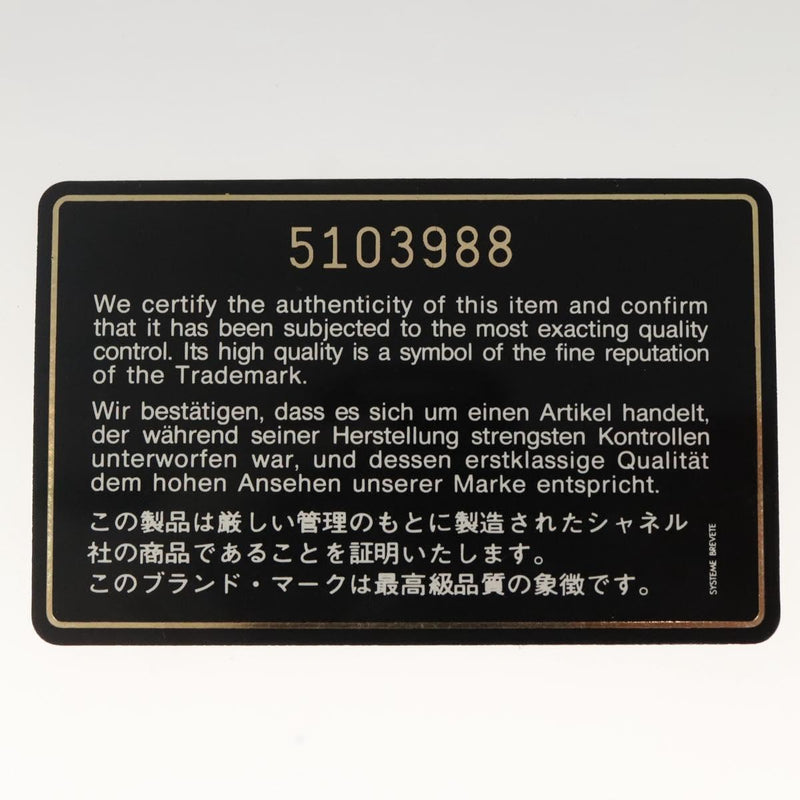 5103988
We certify the authenticity of this item and confirm
that it has been subjected to the most exacting quality
control. Its high quality is a symbol of the fine reputation
of the Trademark.
Wir bestätigen, dass es sich um einen Artikel handelt,
der während seiner Herstellung strengsten Kontrollen
unterworfen war, und dessen erstklassige Qualität
dem hohen Ansehen unserer Marke entspricht.
この製品は厳しい管理のもとに製造されたシャネル
社の商品であることを証明いたします。
このブランド・マークは最高級品質の象徴です。
SYSTEME BREVETE